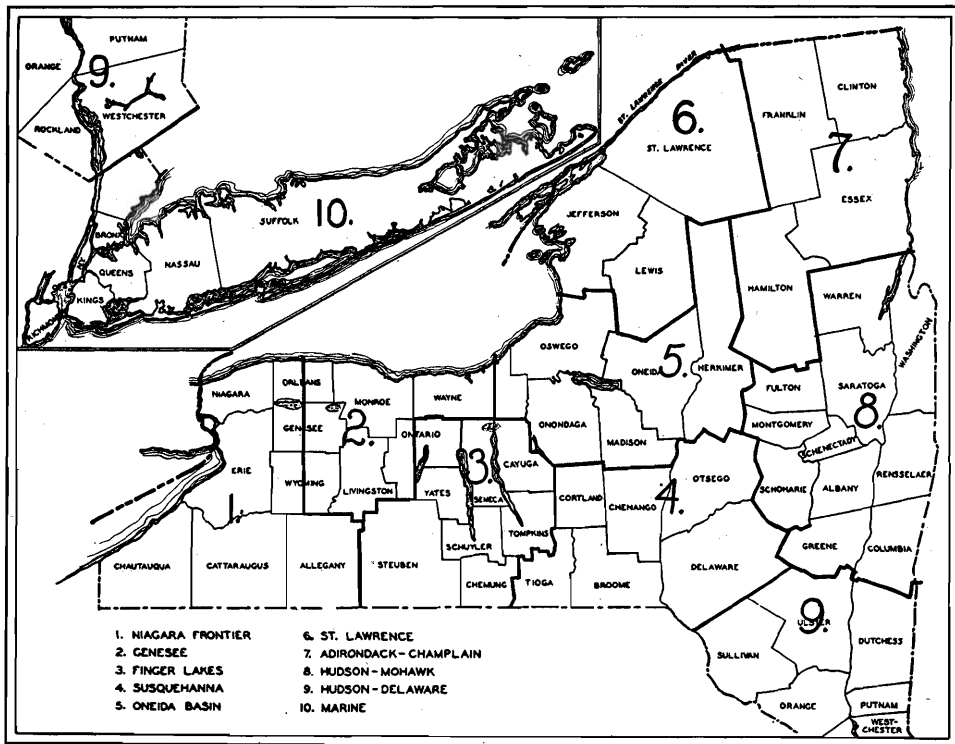 PUTNAM
ORANGE
9.
WESTCHESTER
ROCKLAND
BRONX
QUEENS
KINGS
RICHMOND
NASSAU
SUFFOLK
10.
ST. LAWRENCE RIVER
6.
ST. LAWRENCE
FRANKLIN
CLINTON
7.
ESSEX
JEFFERSON
LEWIS
HAMILTON
WARREN
WASHINGTON
OSWEGO
ONEIDA
5.
HERKIMER
FULTON
SARATOGA
8.
MONTGOMERY
SCHENECTADY
NIAGARA
ORLEANS
MONROE
WAYNE
GENESEE
2.
ONTARIO
ONONDAGA
MADISON
CAYUGA
3.
ERIE
1.
WYOMING
LIVINGSTON
YATES
SENECA
CORTLAND
CHENANGO
4.
OTSEGO
SCHOHARIE
ALBANY
RENSSELAER
SCHUYLER
TOMPKINS
GREENE
COLUMBIA
CHAUTAUQUA
CATTARAUGUS
ALLEGANY
STEUBEN
CHEMUNG
TIOGA
BROOME
DELAWARE
ULSTER
9.
SULLIVAN
DUTCHESS
ORANGE
PUTNAM
WEST-
CHESTER
1. NIAGARA FRONTIER
2. GENESEE
3. FINGER LAKES
4. SUSQUEHANNA
5. ONEIDA BASIN
6. ST. LAWRENCE
7. ADIRONDACK-CHAMPLAIN
8. HUDSON-MOHAWK
9. HUDSON-DELAWARE
10. MARINE